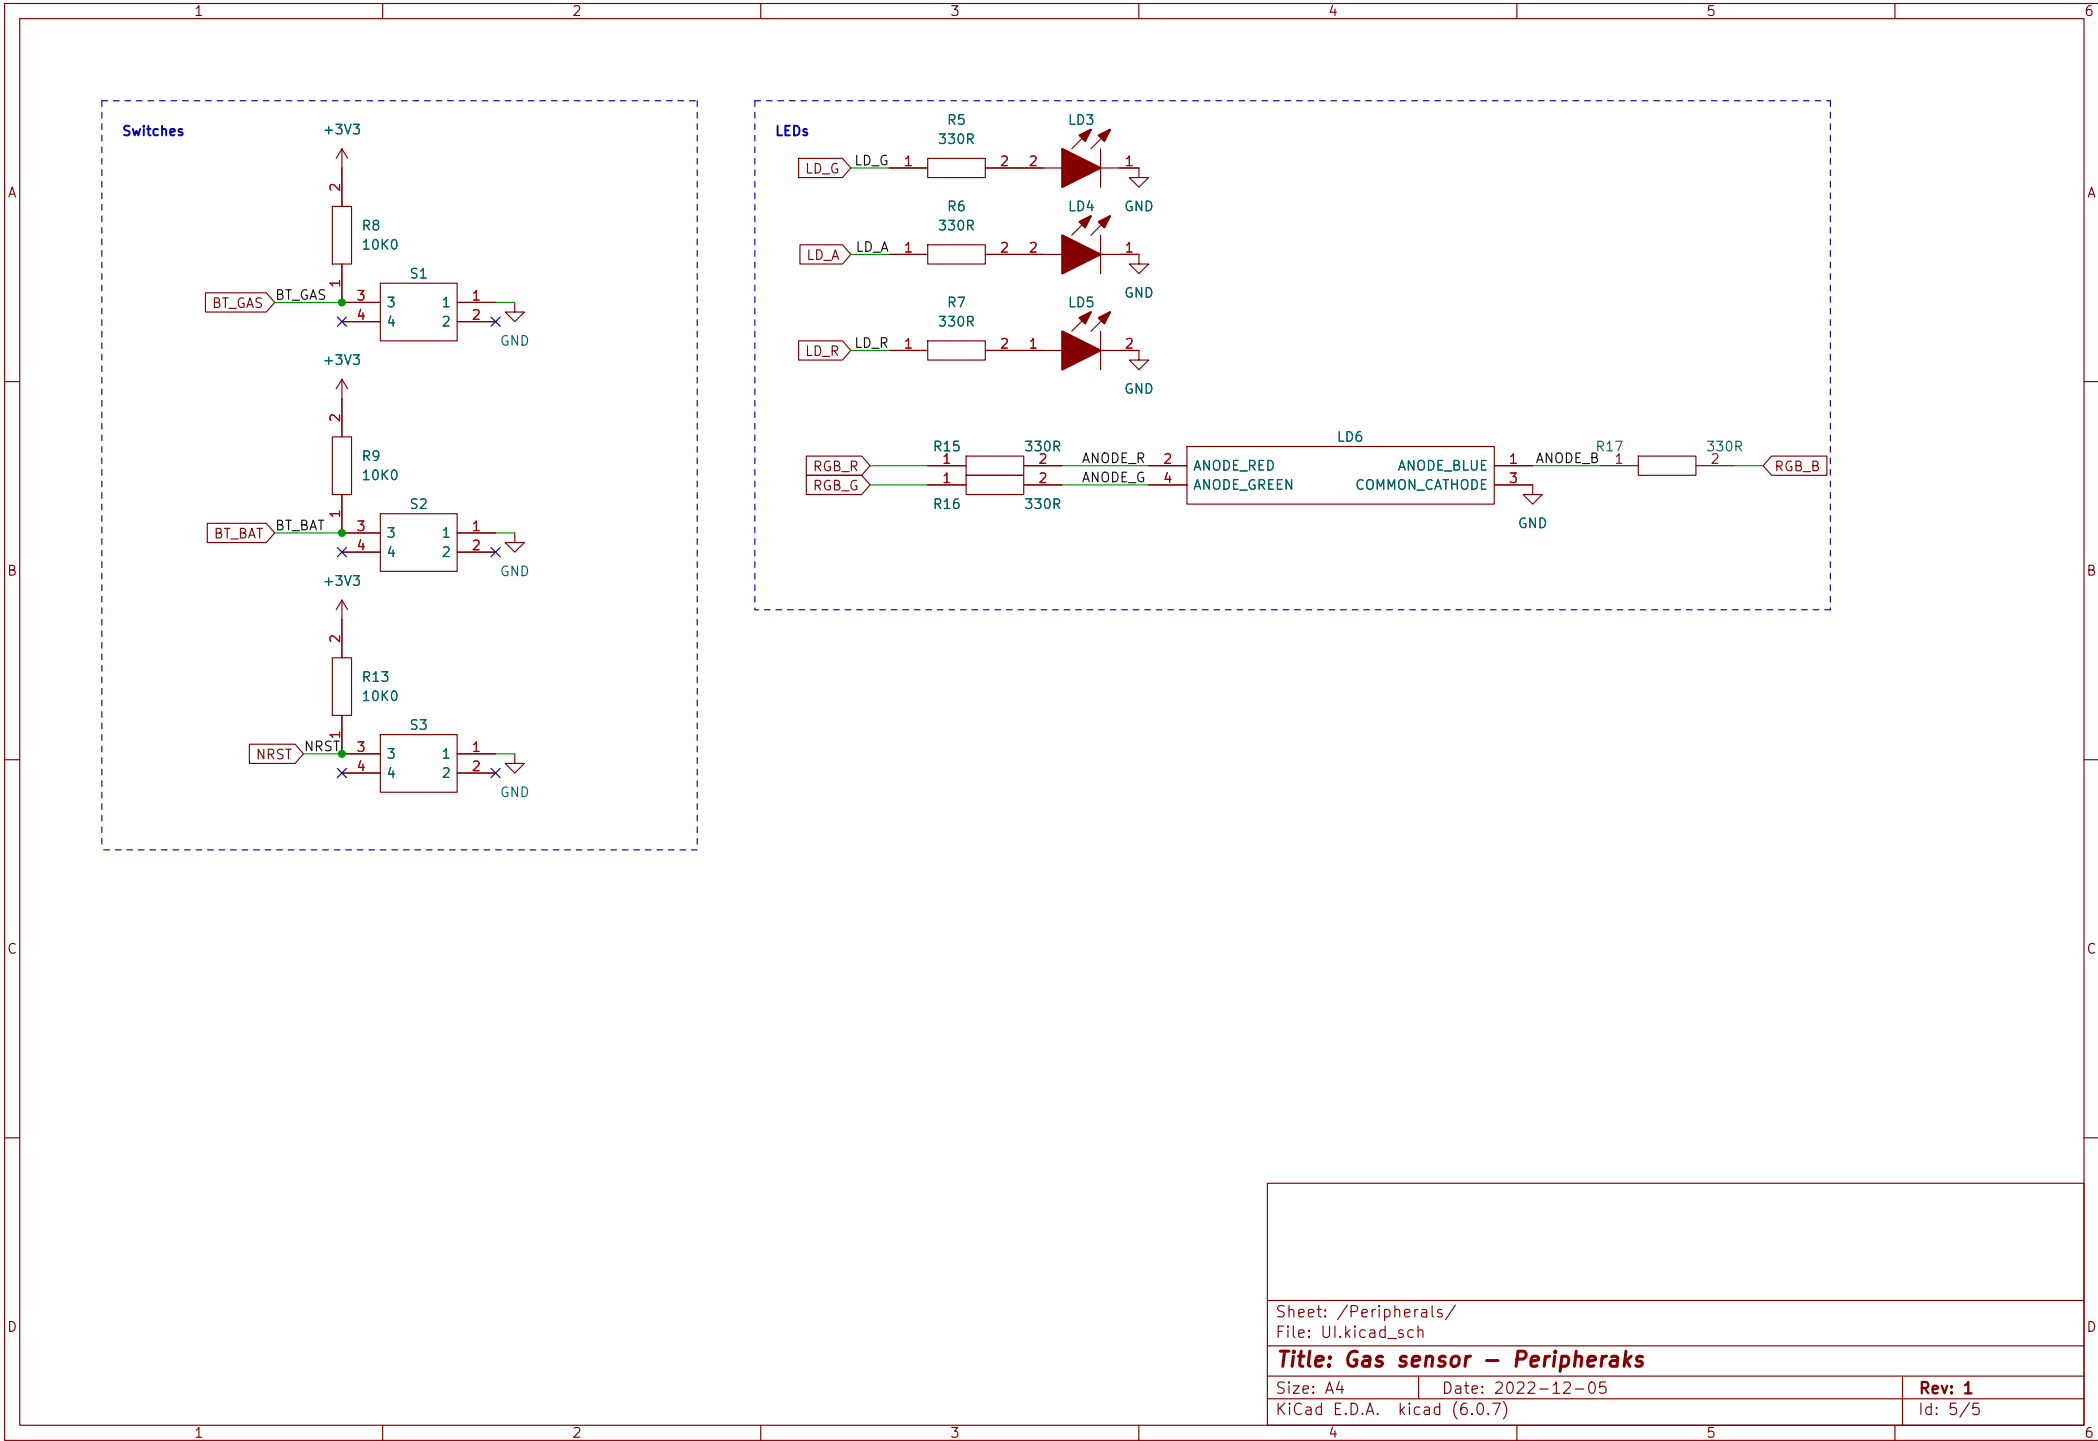 1 2 3 4 5 6
A
B
C
D
Switches
+3V3
2
R8
10K0
1
S1
BT_GAS BT_GAS 3 3 1 1
4 4 2 2
GND
+3V3
2
R9
10K0
1
S2
BT_BAT BT_BAT 3 3 1 1
4 4 2 2
GND
+3V3
2
R13
10K0
1
S3
NRST NRST 3 3 1 1
4 4 2 2
GND
LEDs
R5 LD3
330R
LD_G LD_G 1 2 2 1
GND
R6 LD4
330R
LD_A LD_A 1 2 2 1
GND
R7 LD5
330R
LD_R LD_R 1 2 1 2
GND
LD6
R15 330R R17 330R
RGB_R 1 2 ANODE_R 2 ANODE_RED ANODE_BLUE 1 ANODE_B 1 2 RGB_B
RGB_G 1 2 ANODE_G 4 ANODE_GREEN COMMON_CATHODE 3
R16 330R
GND
A
B
C
D
Sheet: /Peripherals/
File: UI.kicad_sch
Title: Gas sensor – Peripheraks
Size: A4 Date: 2022-12-05 Rev: 1
KiCad E.D.A. kicad (6.0.7) Id: 5/5
1 2 3 4 5 6